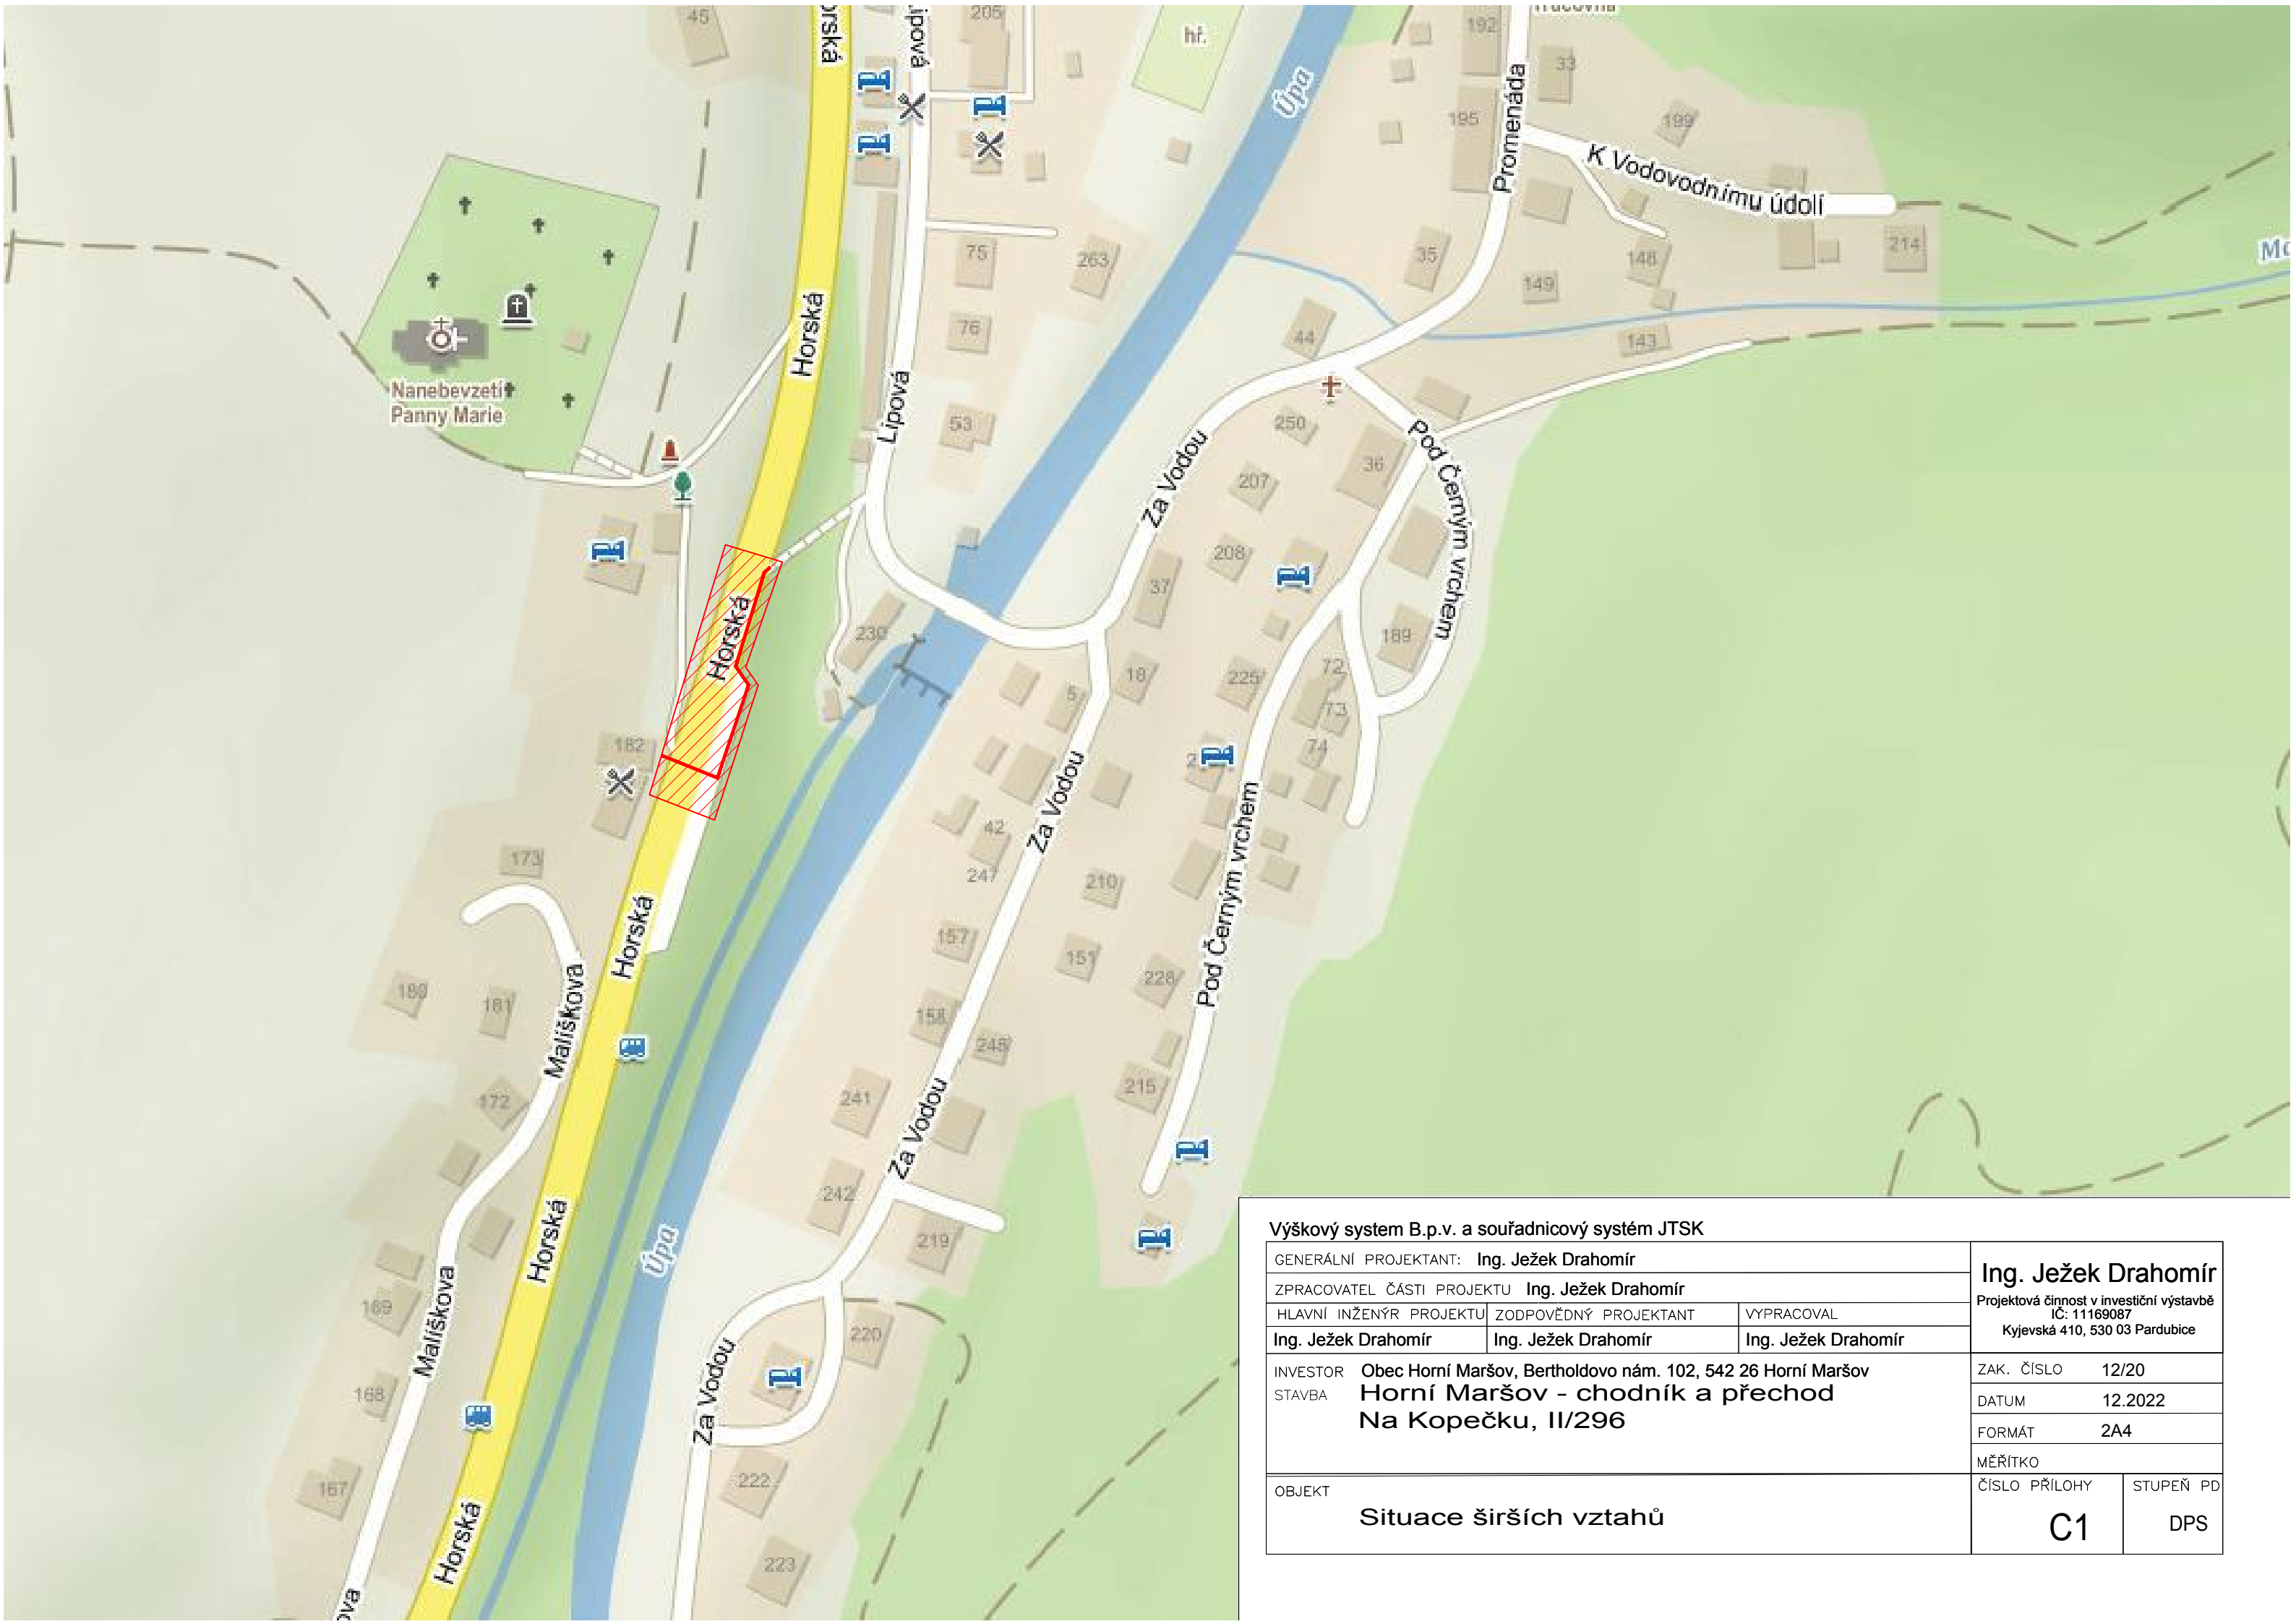 45
Horská
Lipová
205
hř.
Úpa
192
33
Promenáda
195
199
K Vodovodnímu údolí
75
263
35
148
149
214
76
44
143
Horská
Nanebevzetí
Panny Marie
Lipová
53
250
Za Vodou
Pod Černým vrchem
36
207
208
37
Horská
230
189
5
18
225
72
73
74
182
Za Vodou
Pod Černým vrchem
173
42
247
210
Horská
157
151
228
180
181
Malíškova
158
248
172
241
215
Za Vodou
242
219
Horská
Úpa
169
Malíškova
220
168
Za Vodou
167
222
Horská
223
Výškový system B.p.v. a souřadnicový systém JTSK
GENERÁLNÍ PROJEKTANT: Ing. Ježek Drahomír
ZPRACOVATEL ČÁSTI PROJEKTU Ing. Ježek Drahomír
HLAVNÍ INŽENÝR PROJEKTU ZODPOVĚDNÝ PROJEKTANT VYPRACOVAL
Ing. Ježek Drahomír Ing. Ježek Drahomír Ing. Ježek Drahomír
Ing. Ježek Drahomír
Projektová činnost v investiční výstavbě
IČ: 11169087
Kyjevská 410, 530 03 Pardubice
INVESTOR Obec Horní Maršov, Bertholdovo nám. 102, 542 26 Horní Maršov
STAVBA Horní Maršov - chodník a přechod
Na Kopečku, II/296
ZAK. ČÍSLO 12/20
DATUM 12.2022
FORMÁT 2A4
MĚŘÍTKO
OBJEKT
Situace širších vztahů
ČÍSLO PŘÍLOHY STUPEŇ PD
C1 DPS